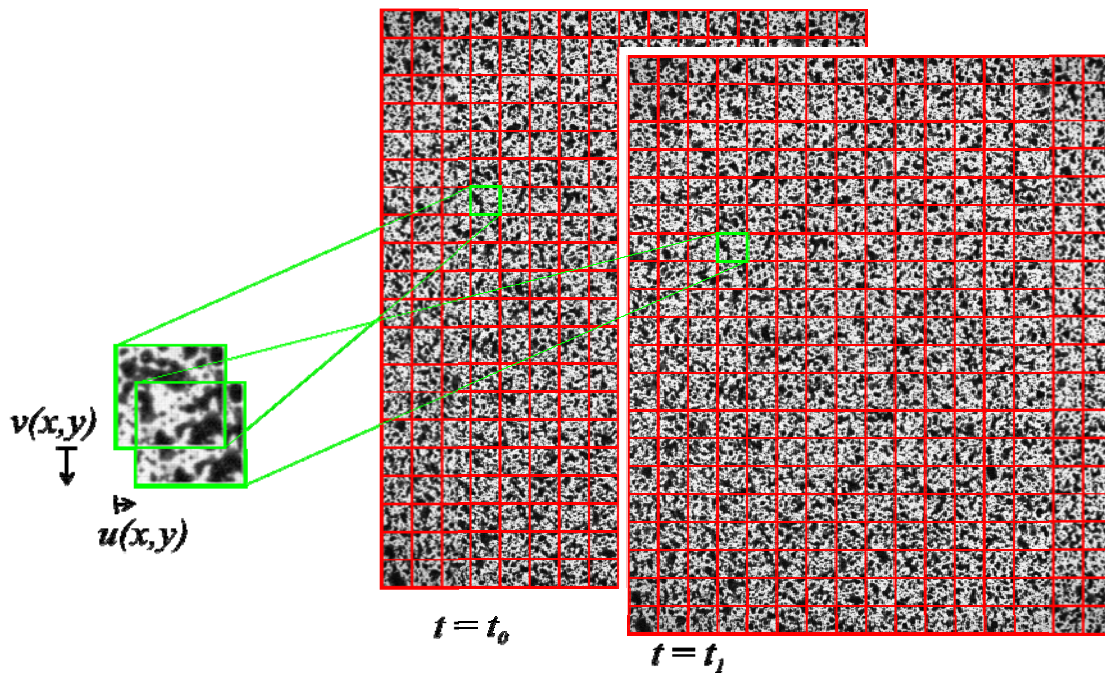 v(x,y)
u(x,y)
t = t₀
t = t₁